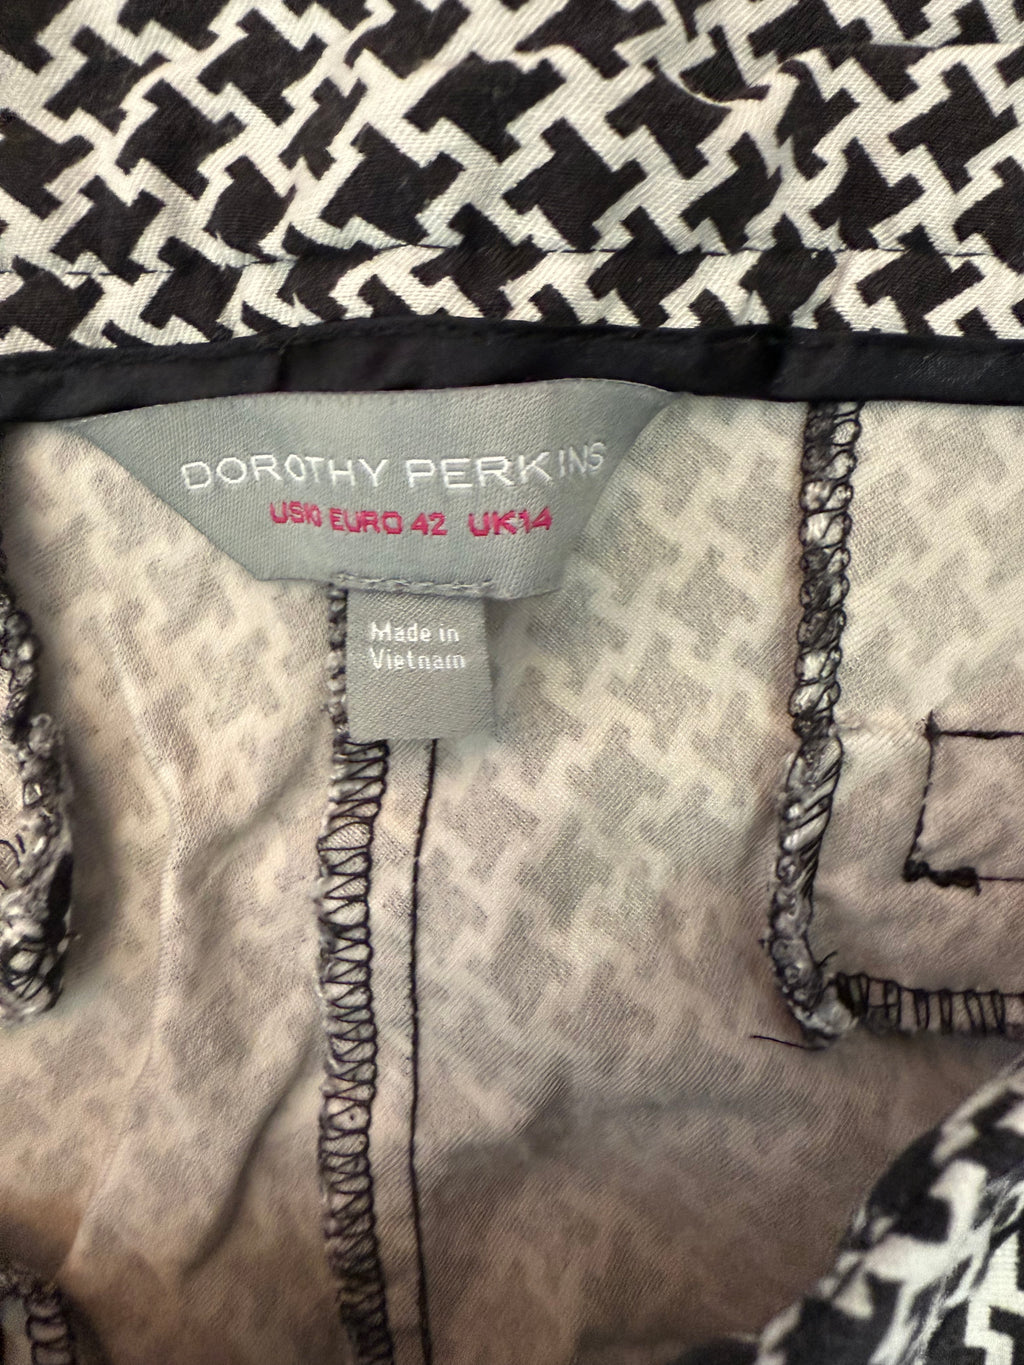 DOROTHY PERKINS
US10 EURO 42 UK14
Made in
Vietnam